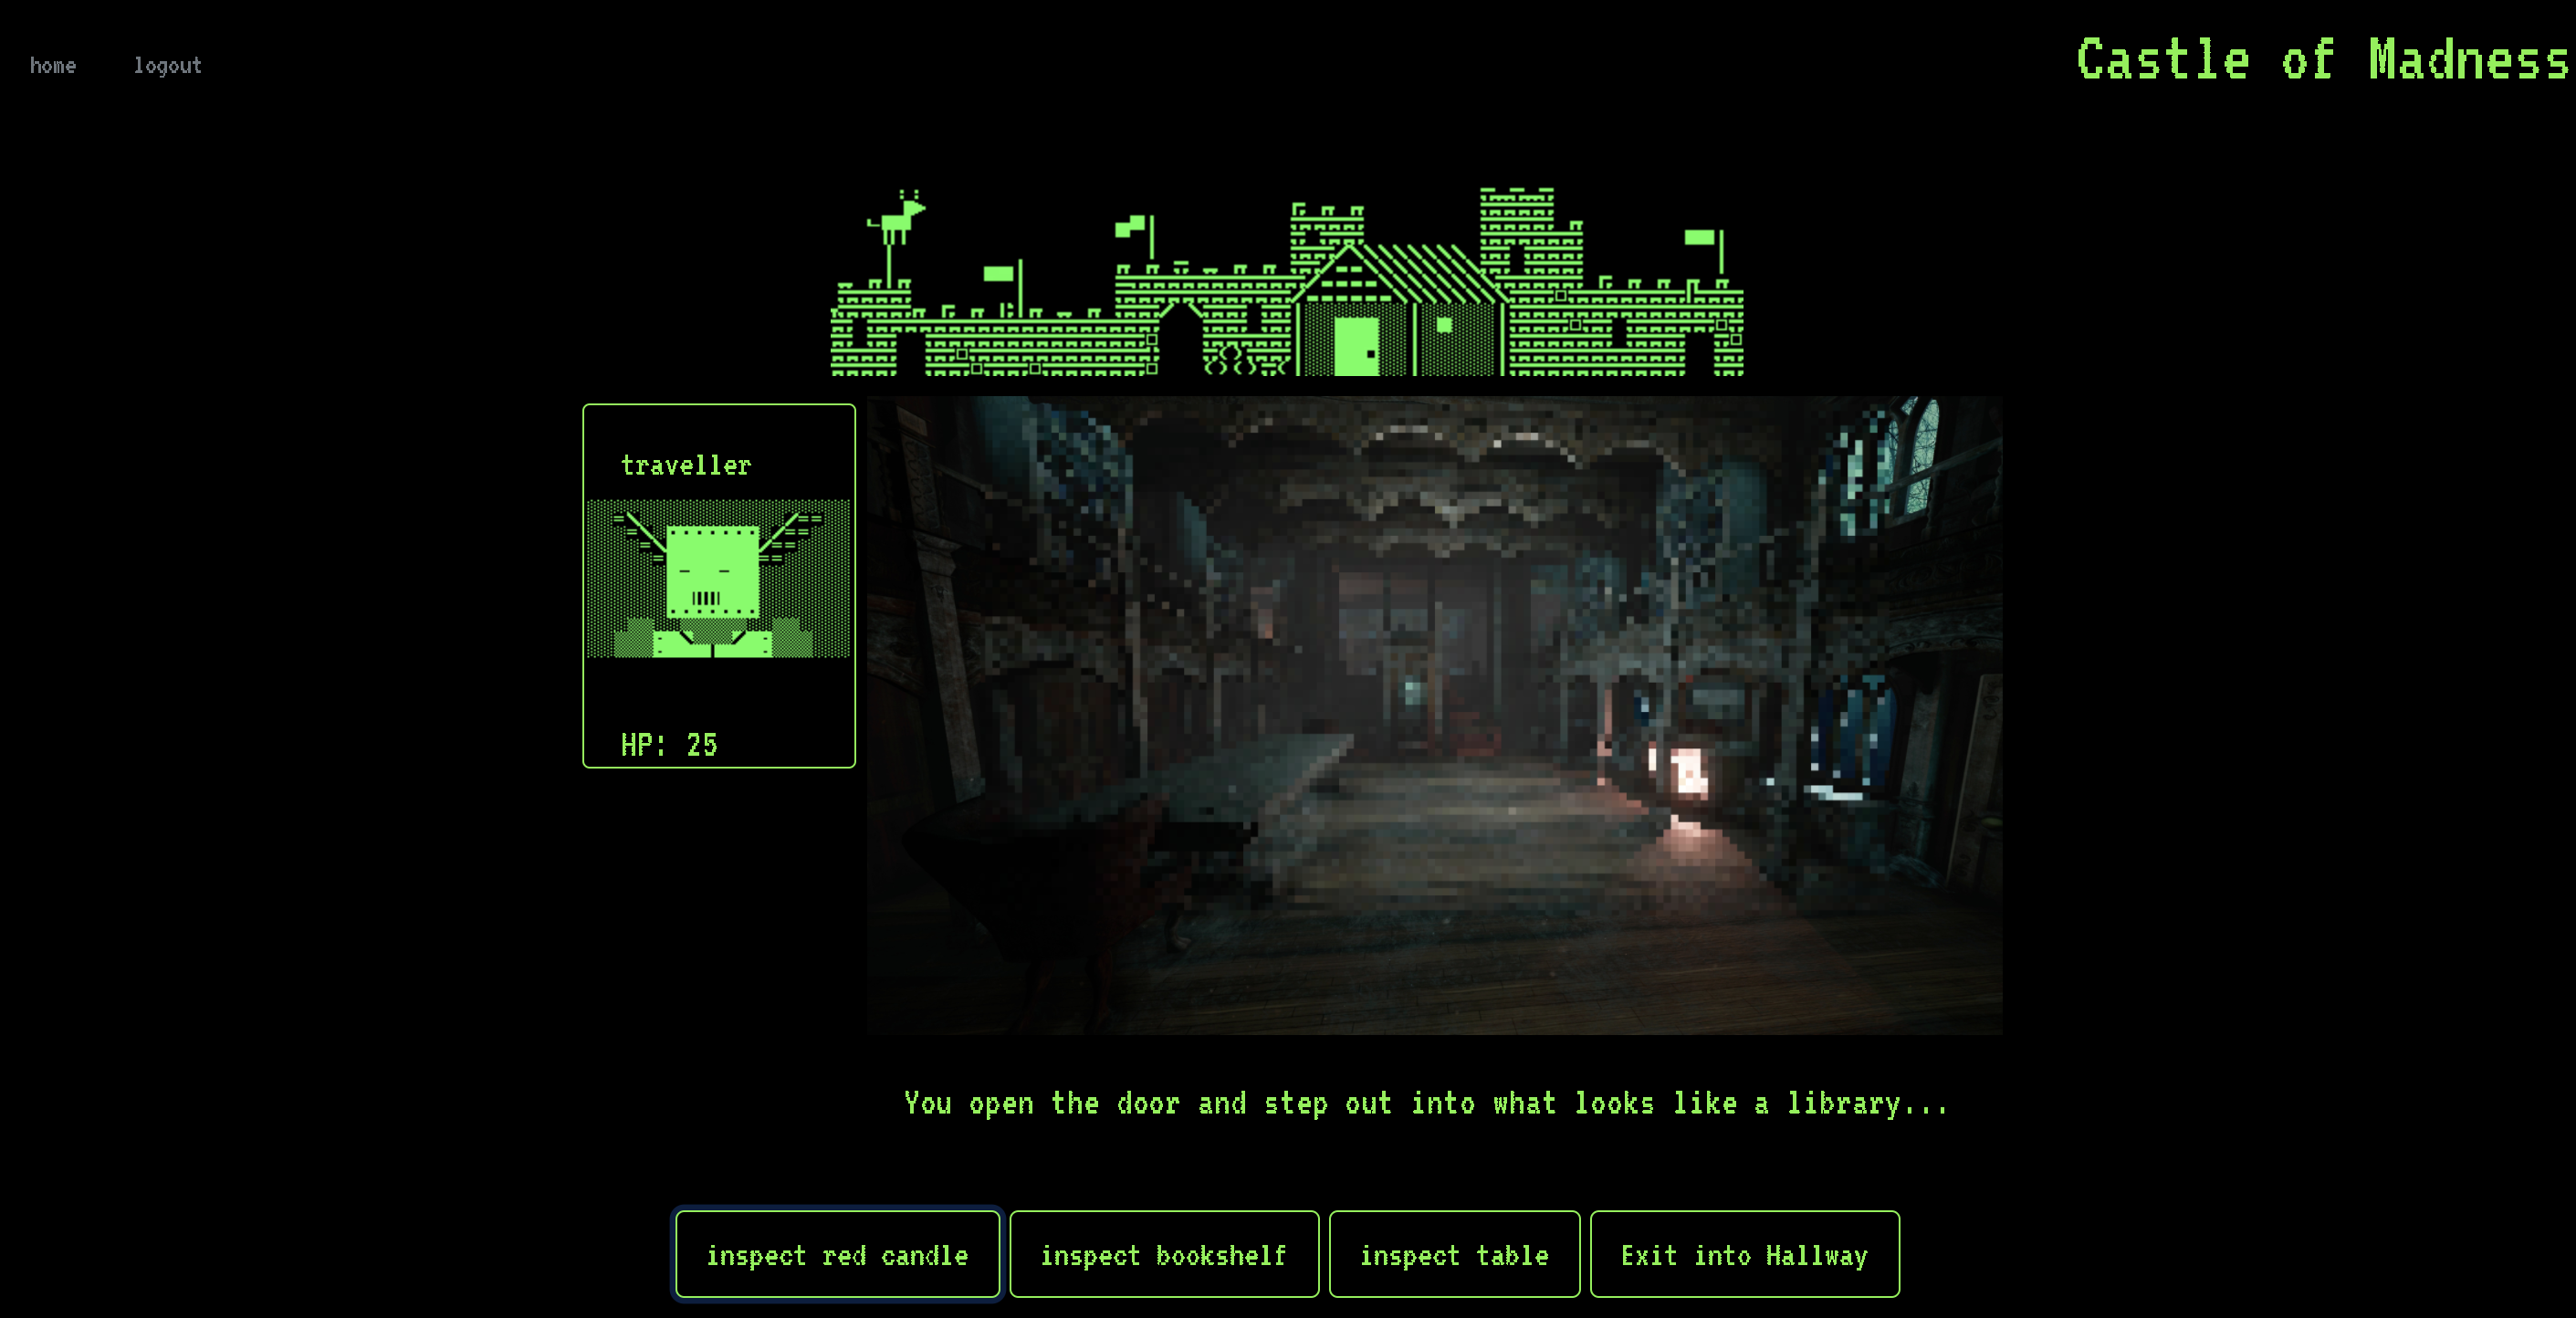 home logout
Castle of Madness
traveller
HP: 25
You open the door and step out into what looks like a library...
inspect red candle
inspect bookshelf
inspect table
Exit into Hallway